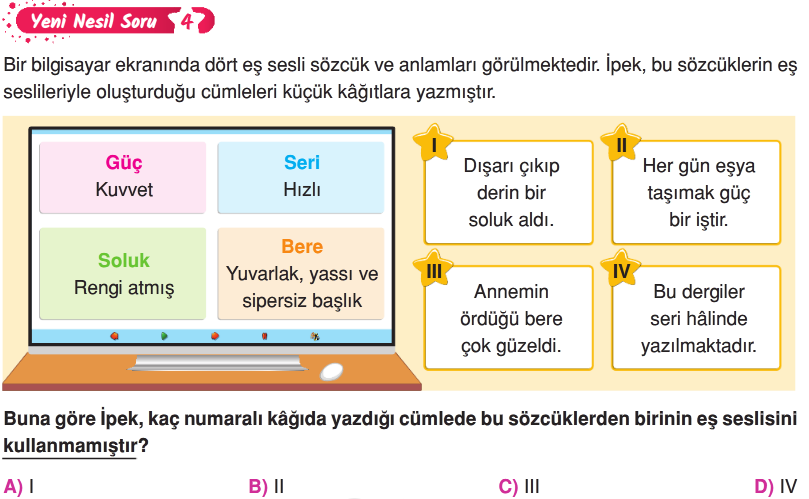 Yeni Nesil Soru 4
Bir bilgisayar ekranında dört eş sesli sözcük ve anlamları görülmektedir. İpek, bu sözcüklerin eş
seslileriyle oluşturduğu cümleleri küçük kâğıtlara yazmıştır.
Güç
Kuvvet
Seri
Hızlı
Soluk
Rengi atmış
Bere
Yuvarlak, yassı ve
sipersiz başlık
I
Dışarı çıkıp
derin bir
soluk aldı.
II
Her gün eşya
taşımak güç
bir iştir.
III
Annemin
ördüğü bere
çok güzeldi.
IV
Bu dergiler
seri hâlinde
yazılmaktadır.
Buna göre İpek, kaç numaralı kâğıda yazdığı cümlede bu sözcüklerden birinin eş seslisini
kullanmamıştır?
A) I
B) II
C) III
D) IV